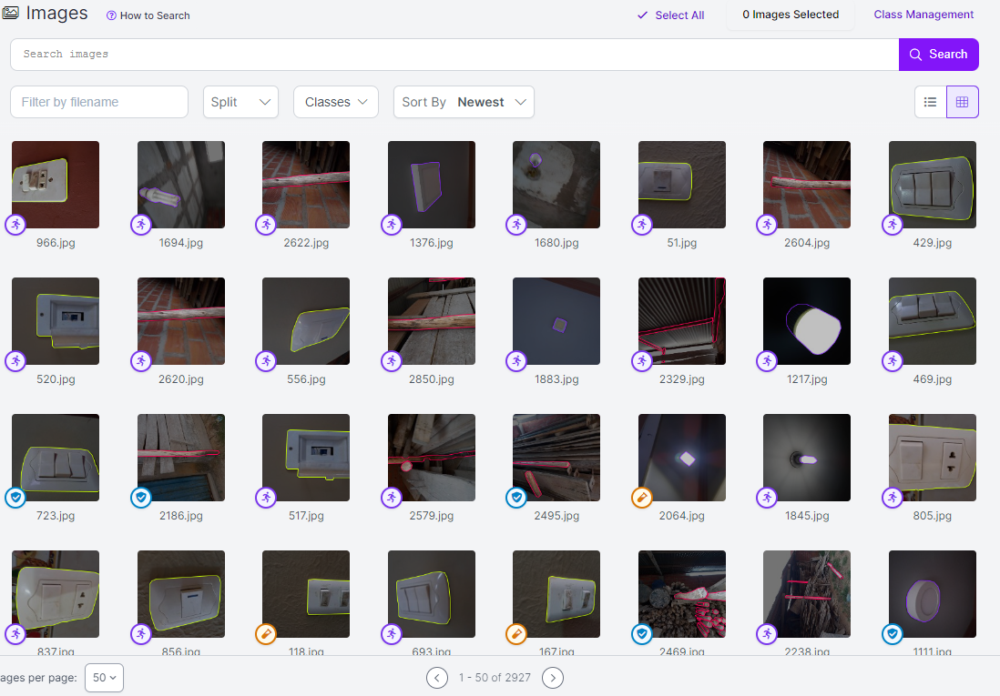 Images
How to Search
Select All
0 Images Selected
Class Management
Search images
Search
Filter by filename
Split
Classes
Sort By Newest
966.jpg
1694.jpg
2622.jpg
1376.jpg
1680.jpg
51.jpg
2604.jpg
429.jpg
520.jpg
2620.jpg
556.jpg
2850.jpg
1883.jpg
2329.jpg
1217.jpg
469.jpg
723.jpg
2186.jpg
517.jpg
2579.jpg
2495.jpg
2064.jpg
1845.jpg
805.jpg
837.jpg
856.jpg
118.jpg
693.jpg
167.jpg
2469.jpg
2238.jpg
1111.jpg
ages per page:
50
1 - 50 of 2927